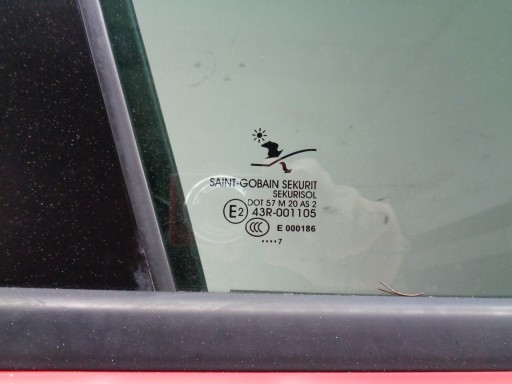 SAINT-GOBAIN SEKURIT
SEKURISOL
DOT 57 M 20 AS 2
E2 43R-001105
CCC E 000186
••••7